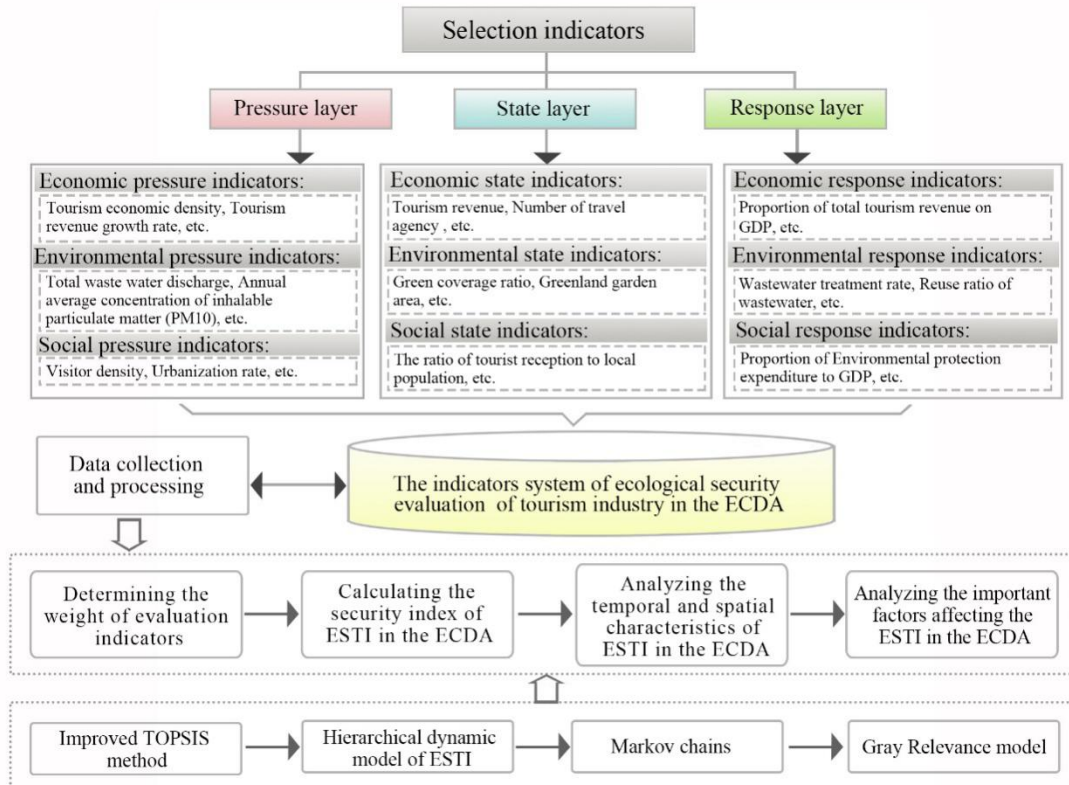 Selection indicators
Pressure layer
State layer
Response layer
Economic pressure indicators:
Tourism economic density, Tourism
revenue growth rate, etc.
Environmental pressure indicators:
Total waste water discharge, Annual
average concentration of inhalable
particulate matter (PM10), etc.
Social pressure indicators:
Visitor density, Urbanization rate, etc.
Economic state indicators:
Tourism revenue, Number of travel
agency , etc.
Environmental state indicators:
Green coverage ratio, Greenland garden
area, etc.
Social state indicators:
The ratio of tourist reception to local
population, etc.
Economic response indicators:
Proportion of total tourism revenue on
GDP, etc.
Environmental response indicators:
Wastewater treatment rate, Reuse ratio of
wastewater, etc.
Social response indicators:
Proportion of Environmental protection
expenditure to GDP, etc.
Data collection
and processing
The indicators system of ecological security
evaluation of tourism industry in the ECDA
Determining the
weight of evaluation
indicators
Calculating the
security index of
ESTI in the ECDA
Analyzing the
temporal and spatial
characteristics of
ESTI in the ECDA
Analyzing the important
factors affecting the
ESTI in the ECDA
Improved TOPSIS
method
Hierarchical dynamic
model of ESTI
Markov chains
Gray Relevance model